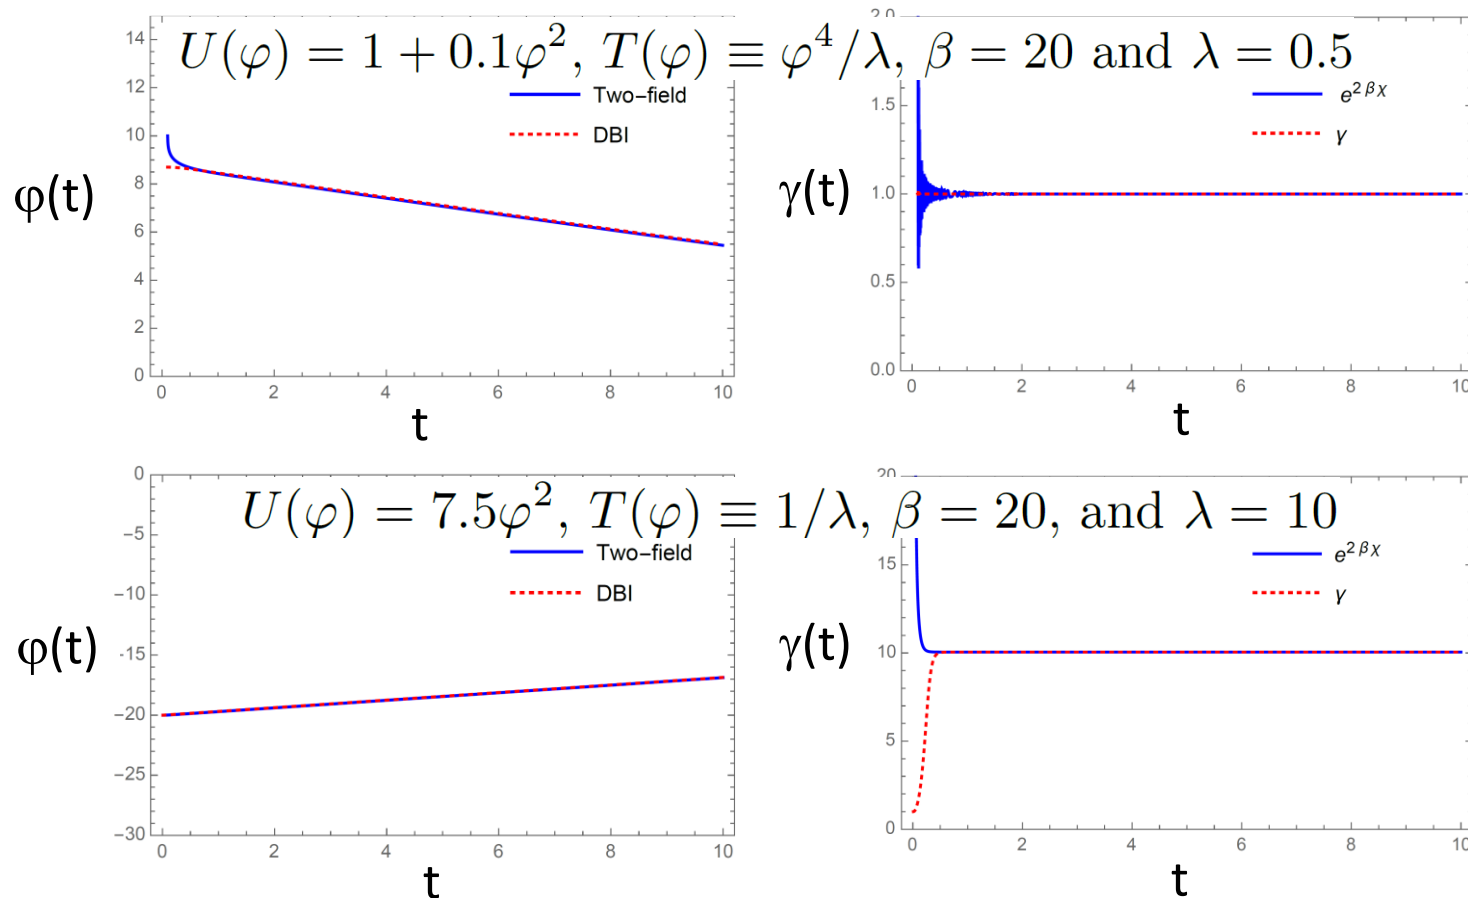 U(φ) = 1 + 0.1φ², T(φ) ≡ φ⁴/λ, β = 20 and λ = 0.5
14
12
10
8
6
4
2
0
0 2 4 6 8 10
φ(t)
t
Two-field
DBI
2.0
1.5
1.0
0.5
0.0
0 2 4 6 8 10
γ(t)
t
e^{2βχ}
γ
U(φ) = 7.5φ², T(φ) ≡ 1/λ, β = 20, and λ = 10
0
−5
−10
-15
−20
−25
−30
0 2 4 6 8 10
φ(t)
t
Two-field
DBI
20
15
10
5
0
0 2 4 6 8 10
γ(t)
t
e^{2βχ}
γ